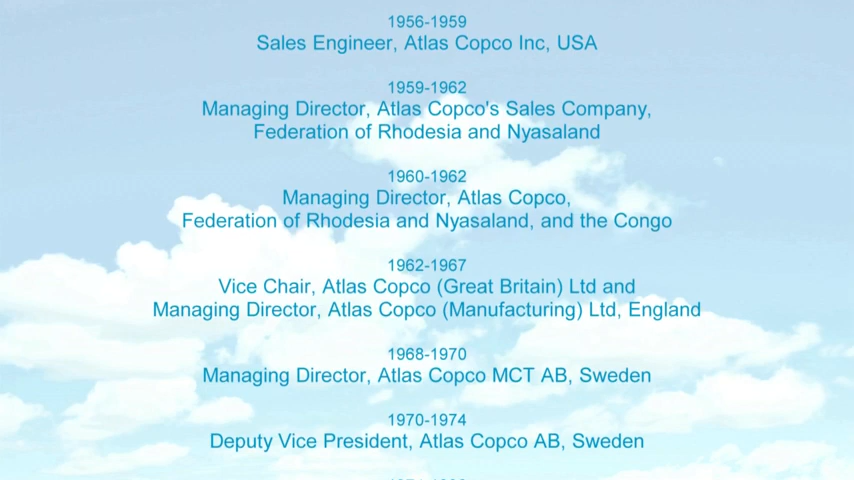 1956-1959
Sales Engineer, Atlas Copco Inc, USA
1959-1962
Managing Director, Atlas Copco's Sales Company,
Federation of Rhodesia and Nyasaland
1960-1962
Managing Director, Atlas Copco,
Federation of Rhodesia and Nyasaland, and the Congo
1962-1967
Vice Chair, Atlas Copco (Great Britain) Ltd and
Managing Director, Atlas Copco (Manufacturing) Ltd, England
1968-1970
Managing Director, Atlas Copco MCT AB, Sweden
1970-1974
Deputy Vice President, Atlas Copco AB, Sweden